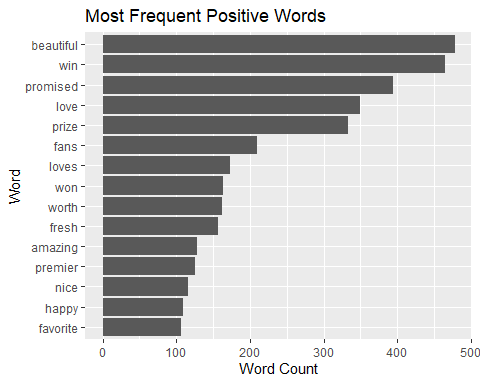 Most Frequent Positive Words
beautiful
win
promised
love
prize
fans
loves
won
worth
fresh
amazing
premier
nice
happy
favorite
Word
0 100 200 300 400 500
Word Count